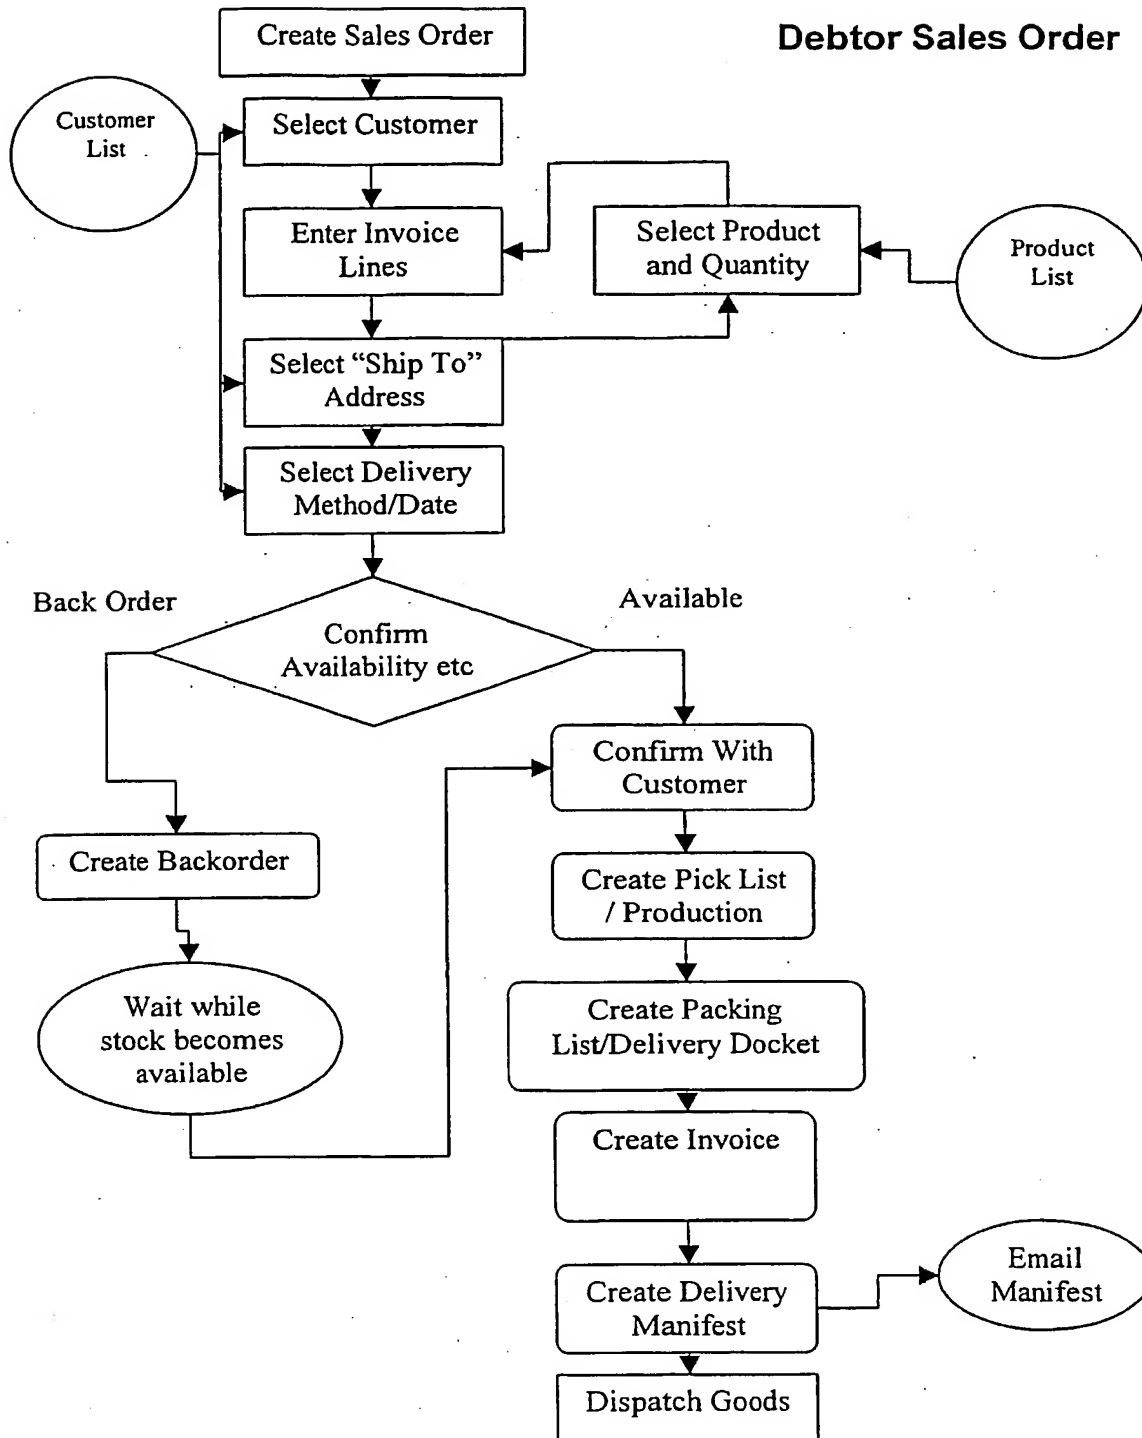 Debtor Sales Order
Create Sales Order
Customer
List
Select Customer
Enter Invoice
Lines
Select Product
and Quantity
Product
List
Select “Ship To”
Address
Select Delivery
Method/Date
Back Order
Available
Confirm
Availability etc
Confirm With
Customer
Create Backorder
Create Pick List
/ Production
Wait while
stock becomes
available
Create Packing
List/Delivery Docket
Create Invoice
Email
Manifest
Create Delivery
Manifest
Dispatch Goods